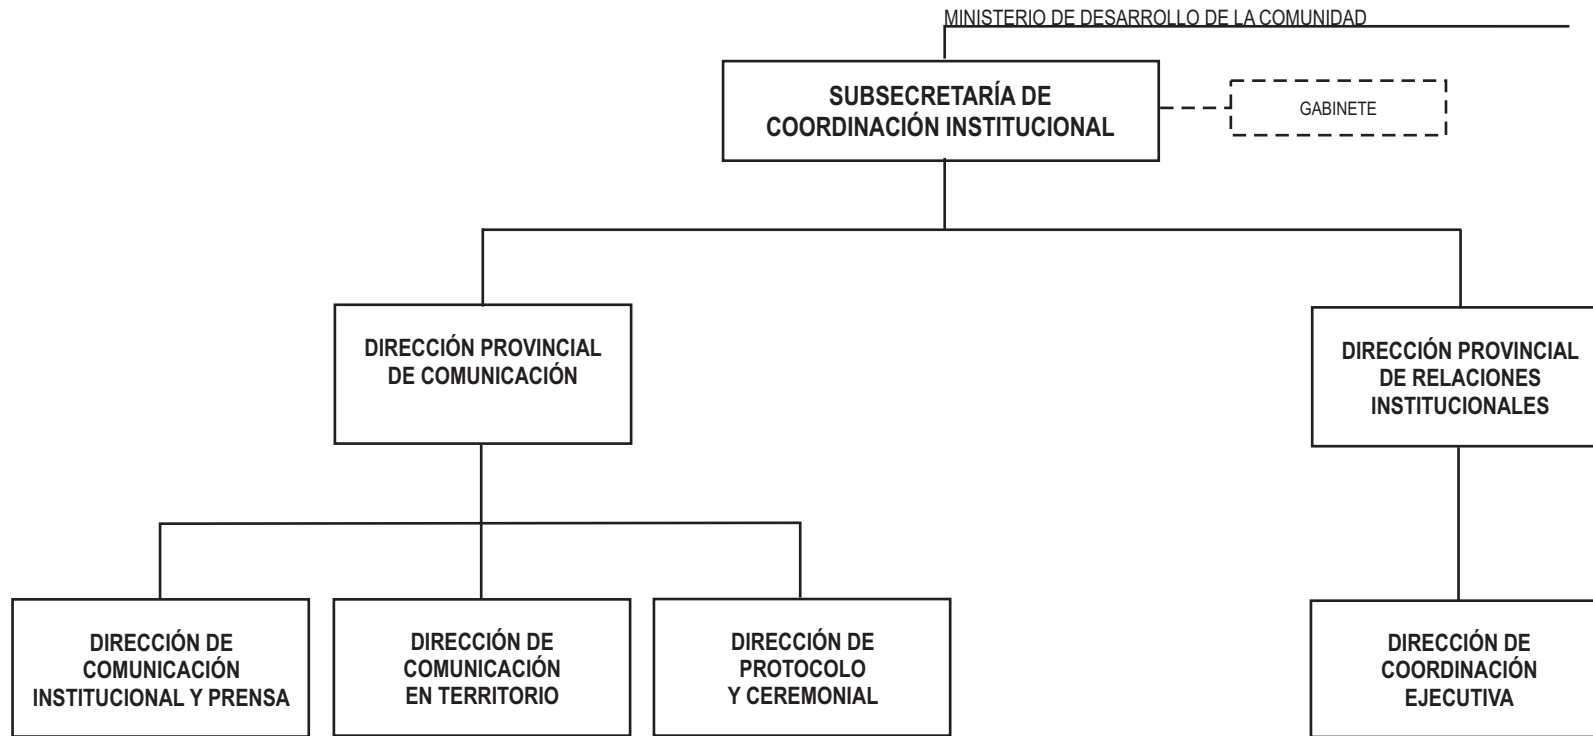 MINISTERIO DE DESARROLLO DE LA COMUNIDAD
SUBSECRETARÍA DE
COORDINACIÓN INSTITUCIONAL
GABINETE
DIRECCIÓN PROVINCIAL
DE COMUNICACIÓN
DIRECCIÓN PROVINCIAL
DE RELACIONES
INSTITUCIONALES
DIRECCIÓN DE
COMUNICACIÓN
INSTITUCIONAL Y PRENSA
DIRECCIÓN DE
COMUNICACIÓN
EN TERRITORIO
DIRECCIÓN DE
PROTOCOLO
Y CEREMONIAL
DIRECCIÓN DE
COORDINACIÓN
EJECUTIVA